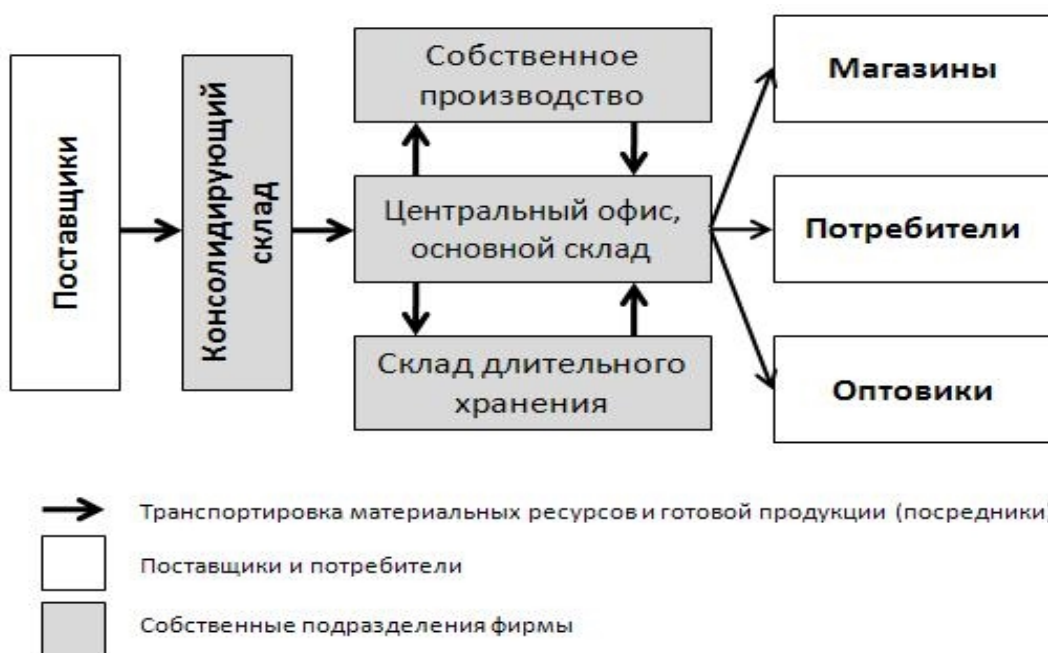 Поставщики
Консолидирующий
склад
Собственное
производство
Центральный офис,
основной склад
Склад длительного
хранения
Магазины
Потребители
Оптовики
Транспортировка материальных ресурсов и готовой продукции (посредники)
Поставщики и потребители
Собственные подразделения фирмы